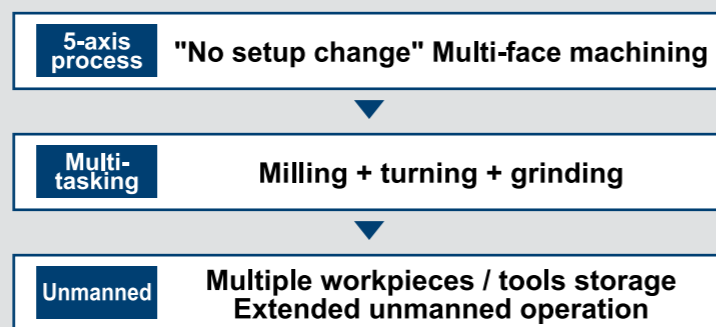 5-axis
process
"No setup change" Multi-face machining
Multi-
tasking
Milling + turning + grinding
Unmanned
Multiple workpieces / tools storage
Extended unmanned operation